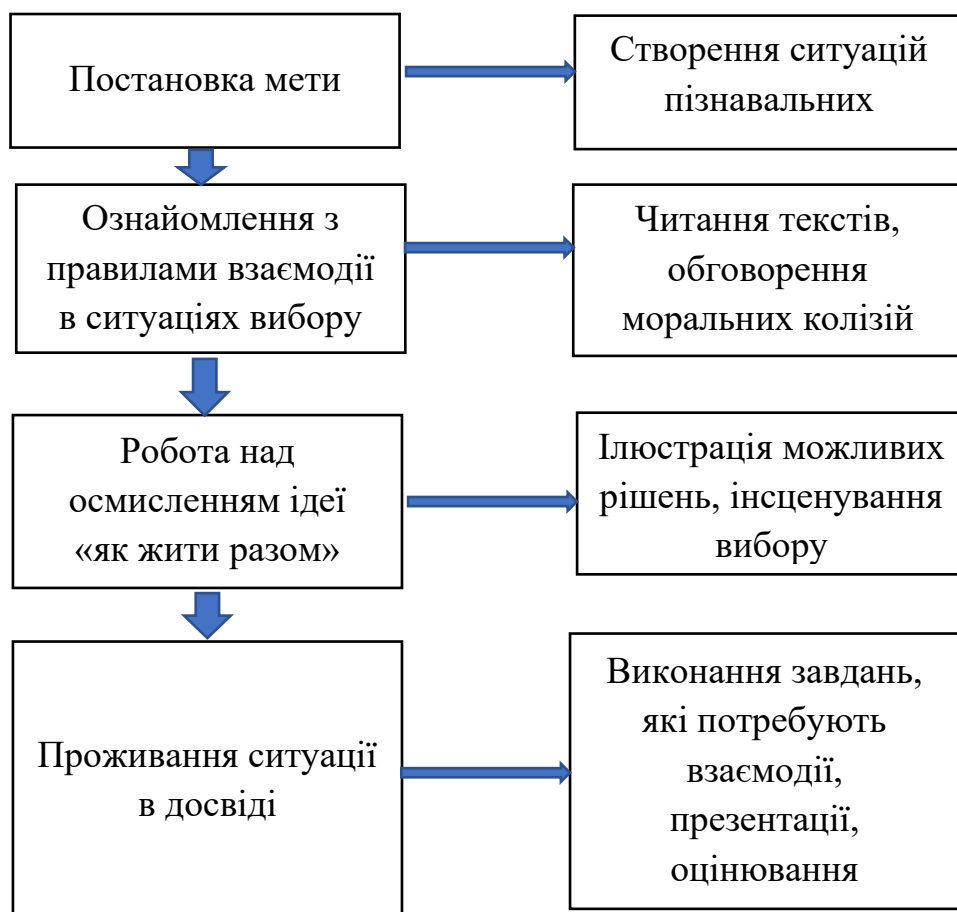 Постановка мети
Створення ситуацій
пізнавальних
Ознайомлення з
правилами взаємодії
в ситуаціях вибору
Читання текстів,
обговорення
моральних колізій
Робота над
осмисленням ідеї
«як жити разом»
Ілюстрація можливих
рішень, інсценування
вибору
Проживання ситуації
в досвіді
Виконання завдань,
які потребують
взаємодії,
презентації,
оцінювання